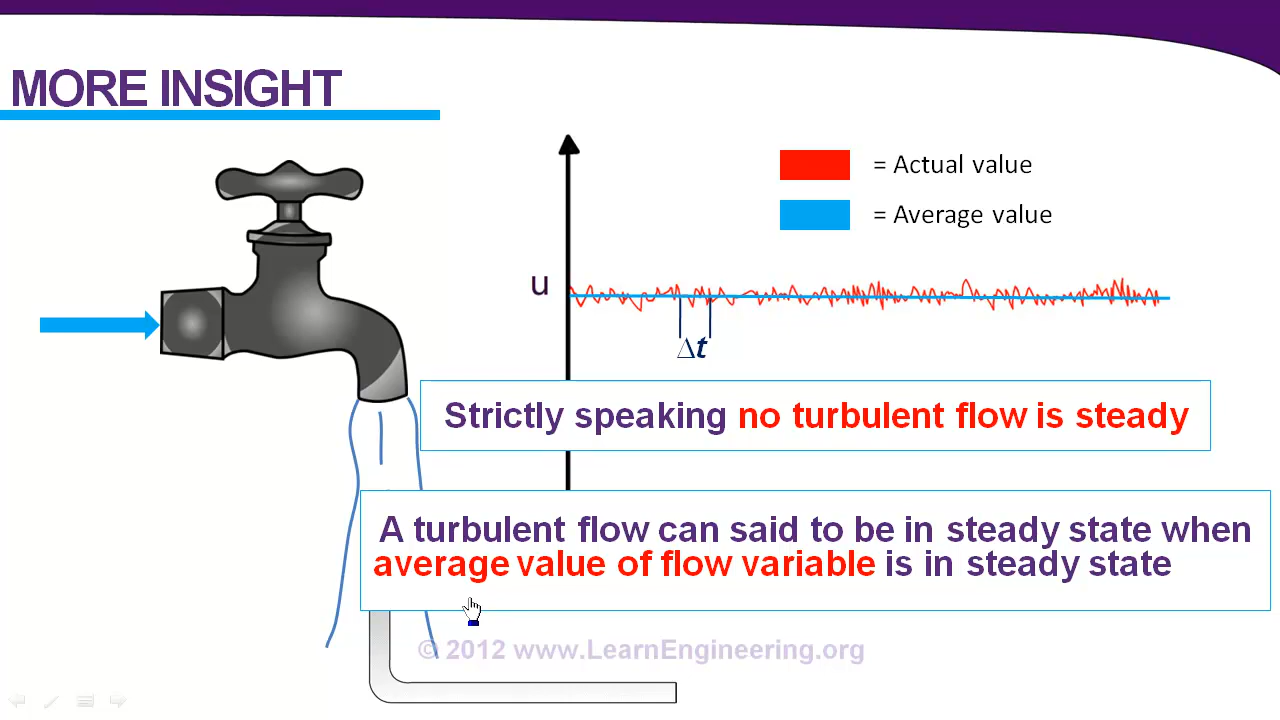 MORE INSIGHT
= Actual value
= Average value
u
Δt
Strictly speaking no turbulent flow is steady
A turbulent flow can said to be in steady state when
average value of flow variable is in steady state
© 2012 www.LearnEngineering.org